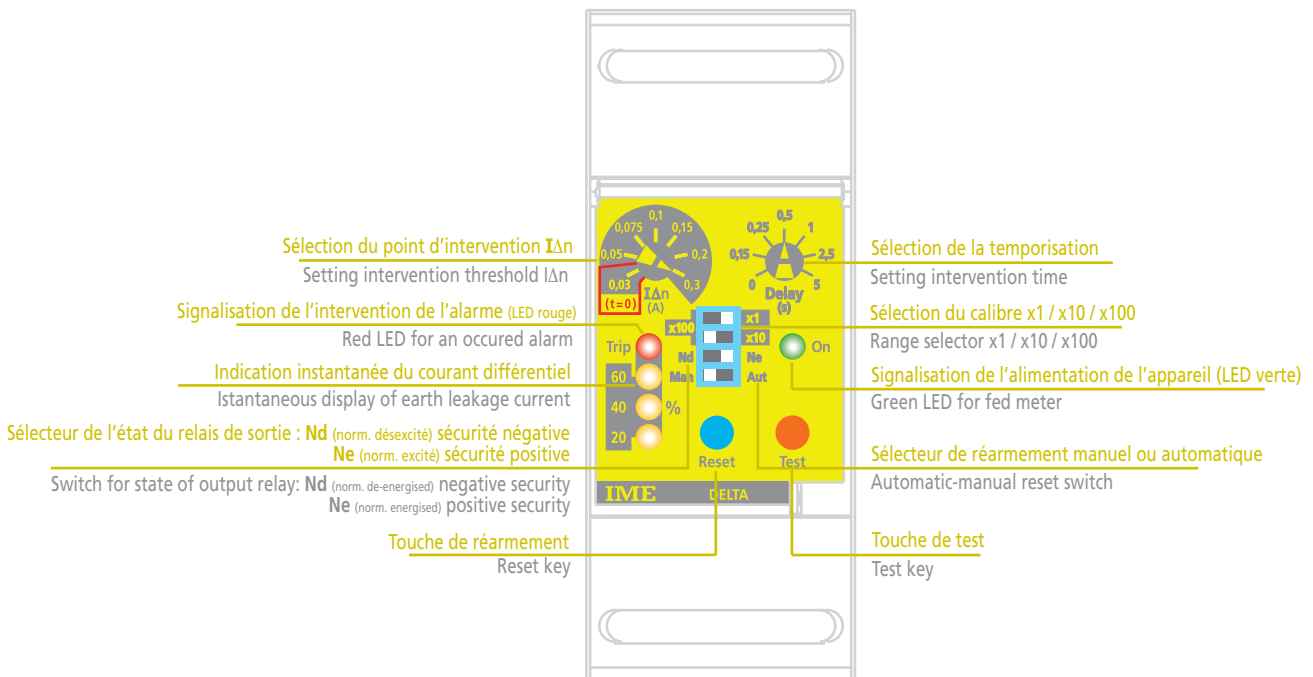 Sélection du point d'intervention IΔn
Setting intervention threshold IΔn
Signalisation de l'intervention de l'alarme (LED rouge)
Red LED for an occured alarm
Indication instantanée du courant différentiel
Istantaneous display of earth leakage current
Sélecteur de l'état du relais de sortie : Nd (norm. désexcité) sécurité négative
Ne (norm. excité) sécurité positive
Switch for state of output relay: Nd (norm. de-energised) negative security
Ne (norm. energised) positive security
Touche de réarmement
Reset key
0,03
0,05
0,075
0,1
0,15
0,2
0,3
IΔn
(A)
(t=0)
0
0,15
0,25
0,5
1
2,5
5
Delay
(s)
x100
x1
x10
Nd
Ne
Man
Aut
Trip
On
60
40
%
20
Reset
Test
IME
DELTA
Sélection de la temporisation
Setting intervention time
Sélection du calibre x1 / x10 / x100
Range selector x1 / x10 / x100
Signalisation de l'alimentation de l'appareil (LED verte)
Green LED for fed meter
Sélecteur de réarmement manuel ou automatique
Automatic-manual reset switch
Touche de test
Test key